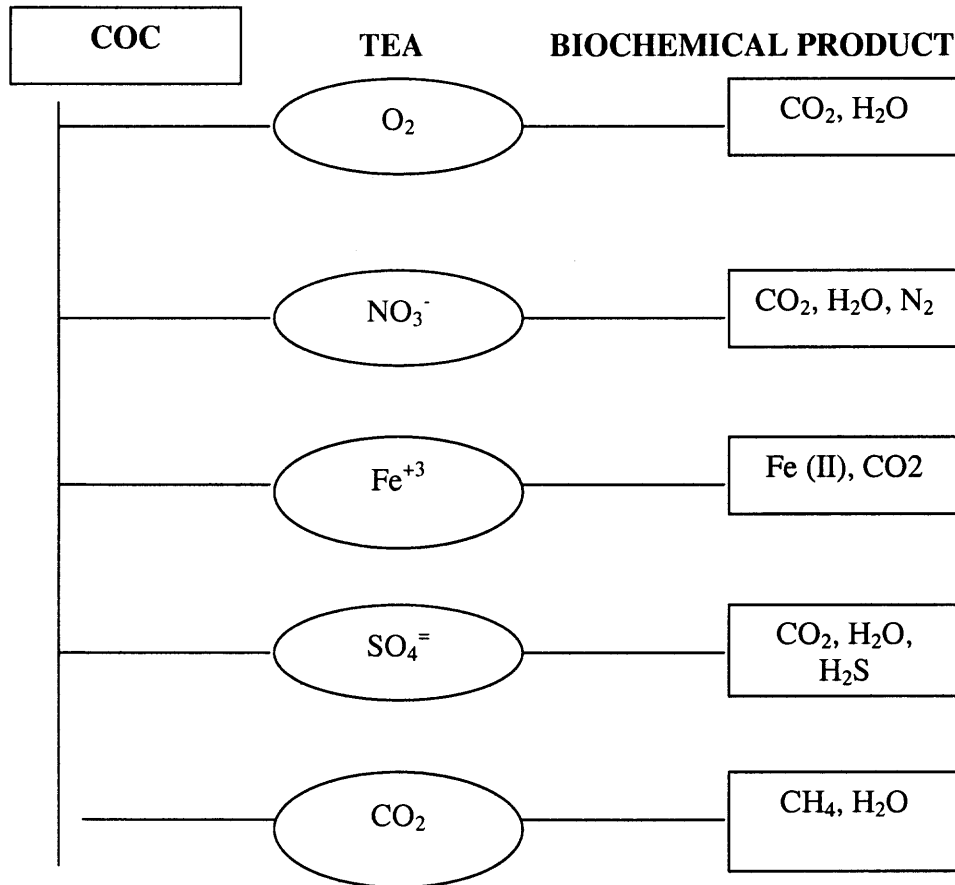 COC
TEA
BIOCHEMICAL PRODUCT
O₂
CO₂, H₂O
NO₃⁻
CO₂, H₂O, N₂
Fe⁺³
Fe (II), CO2
SO₄⁼
CO₂, H₂O,
H₂S
CO₂
CH₄, H₂O